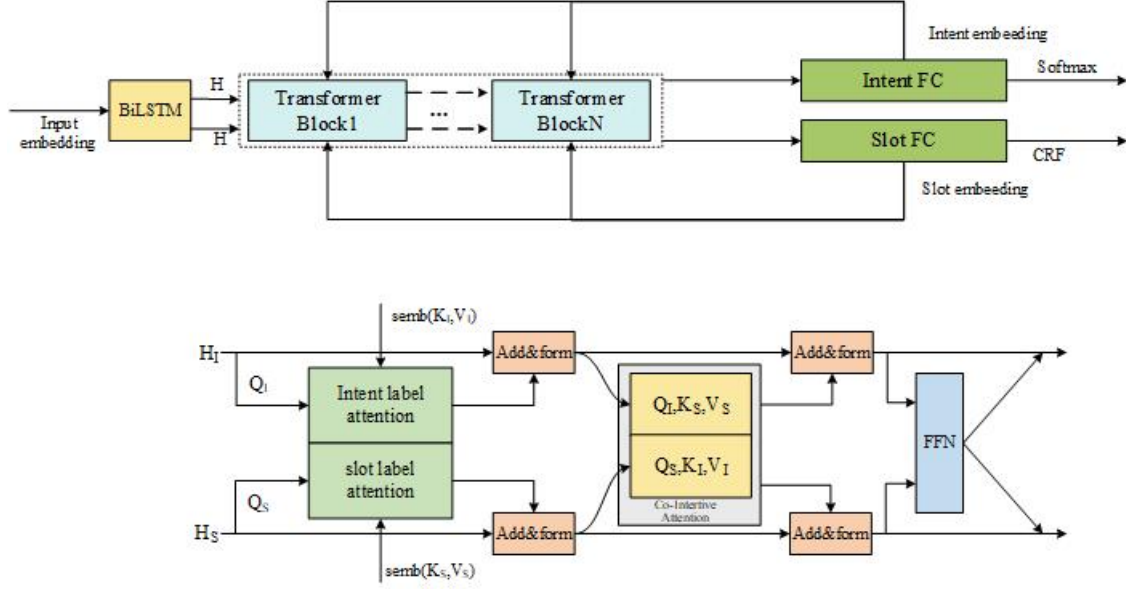 Intent embeeding
Intent FC
Softmax
H
BiLSTM
Transformer
Block1
...
Transformer
BlockN
Input
embedding
H
Slot FC
CRF
Slot embeeding
semb(K_I,V_I)
H_I
Add&form
Add&form
Q_I
Intent label
attention
Q_I,K_S,V_S
FFN
slot label
attention
Q_S,K_I,V_I
Q_S
Co-Intertive
Attention
H_S
Add&form
Add&form
semb(K_S,V_S)